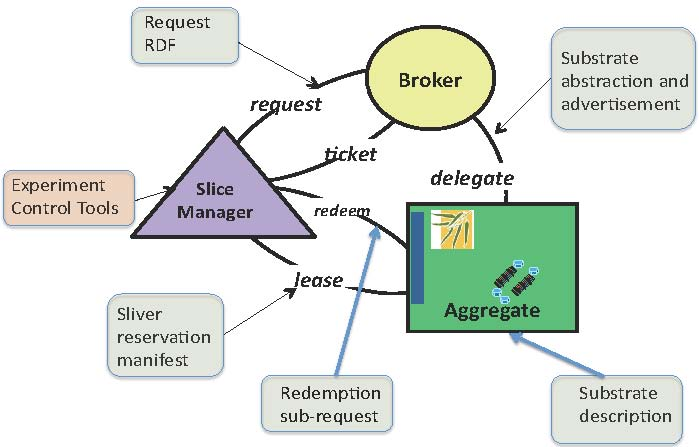 Request
RDF
Broker
Substrate
abstraction and
advertisement
request
ticket
delegate
Experiment
Control Tools
Slice
Manager
redeem
lease
Aggregate
Sliver
reservation
manifest
Redemption
sub-request
Substrate
description